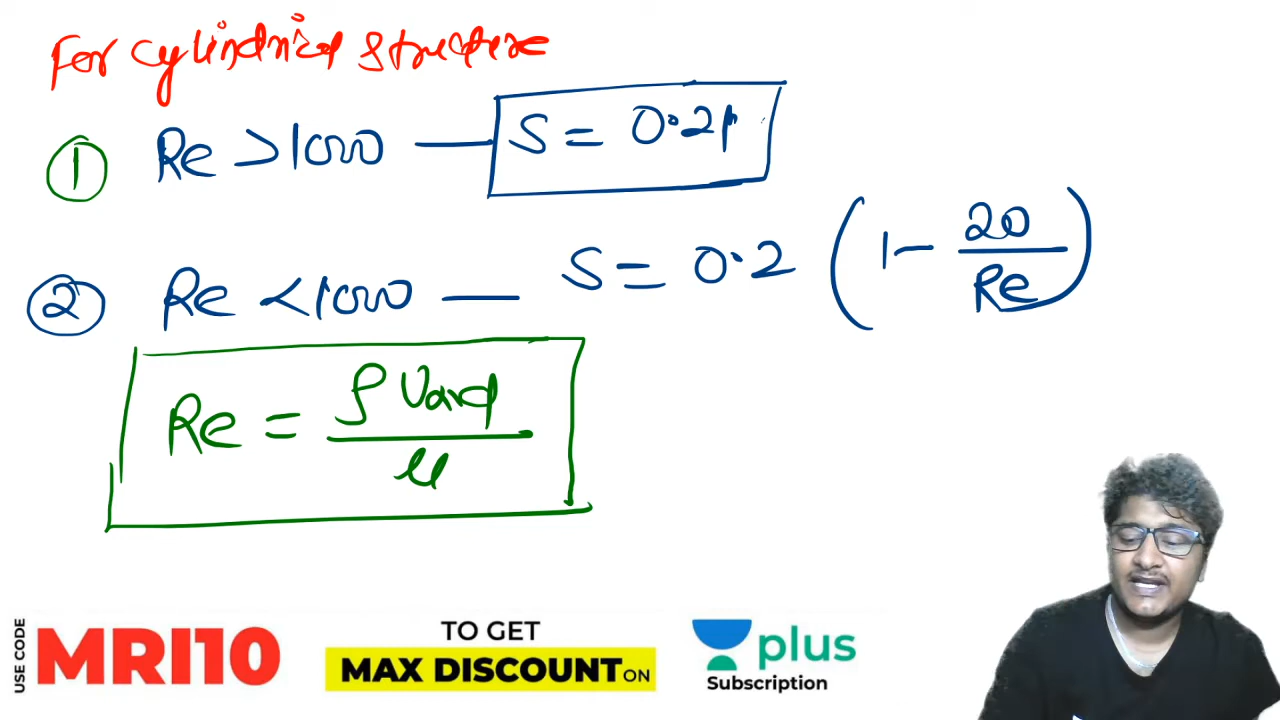 For cylindrical structure
1 Re > 1000 — S = 0.21
2 Re < 1000 — S = 0.2 (1 - 20/Re)
Re = ρ Vavg d / μ
USE CODE
MRI10
TO GET
MAX DISCOUNT ON
plus
Subscription